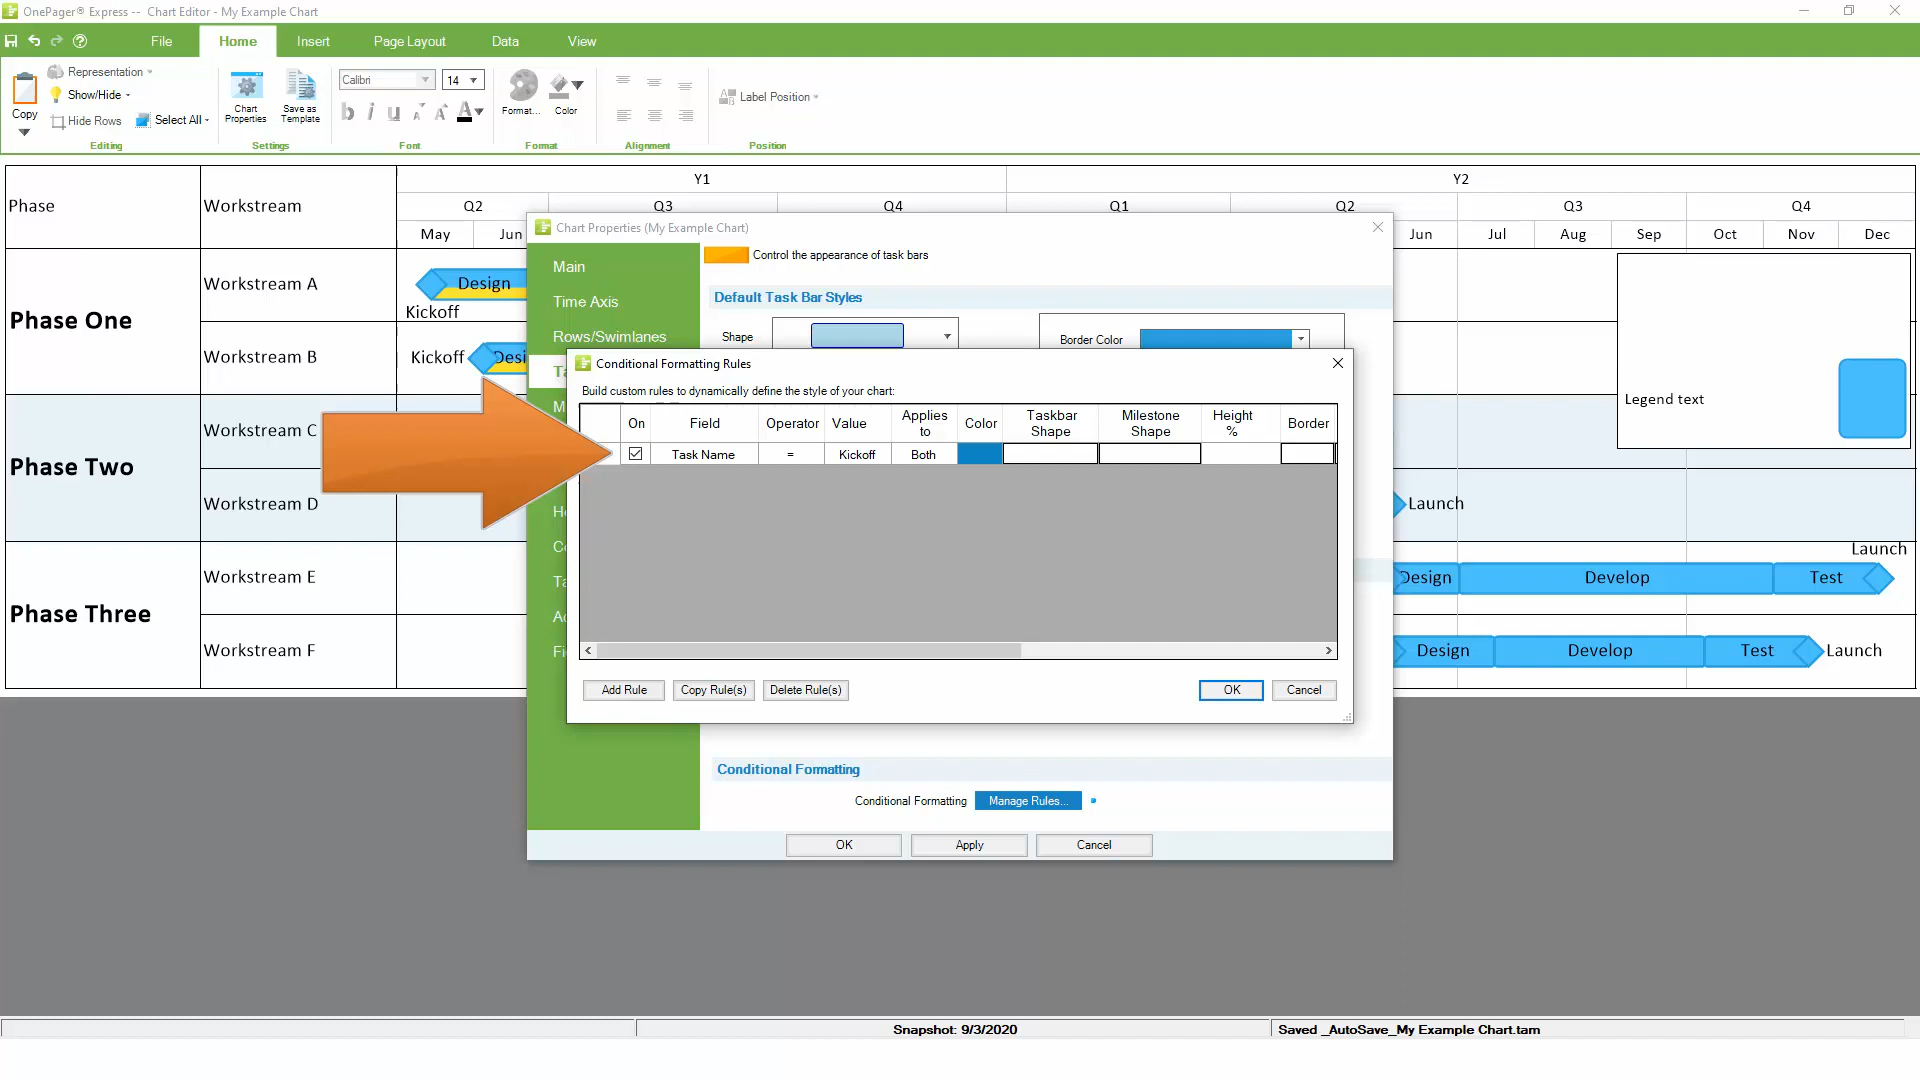 OnePager® Express -- Chart Editor - My Example Chart
File Home Insert Page Layout Data View
Copy
Representation
Show/Hide
Hide Rows
Select All
Editing
Chart Properties
Save as Template
Settings
Calibri 14
b i u A A A
Font
Format...
Color
Format
Alignment
Label Position
Position
Phase Workstream
Y1 Y2
Q2 Q3 Q4 Q1 Q2 Q3 Q4
May Jun Jun Jul Aug Sep Oct Nov Dec
Phase One
Workstream A
Design
Kickoff
Workstream B
Kickoff
Legend text
Phase Two
Workstream C
Workstream D
Launch
Phase Three
Workstream E
Design Develop Test
Launch
Workstream F
Design Develop Test Launch
Chart Properties (My Example Chart)
Main
Time Axis
Rows/Swimlanes
Control the appearance of task bars
Default Task Bar Styles
Shape
Border Color
Conditional Formatting Rules
Build custom rules to dynamically define the style of your chart:
On Field Operator Value Applies to Color Taskbar Shape Milestone Shape Height % Border
Task Name = Kickoff Both
Add Rule Copy Rule(s) Delete Rule(s) OK Cancel
Conditional Formatting
Conditional Formatting Manage Rules...
OK Apply Cancel
Snapshot: 9/3/2020
Saved _AutoSave_My Example Chart.tam